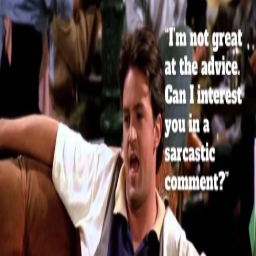 "I'm not great
at the advice.
Can I interest
you in a
sarcastic
comment?"